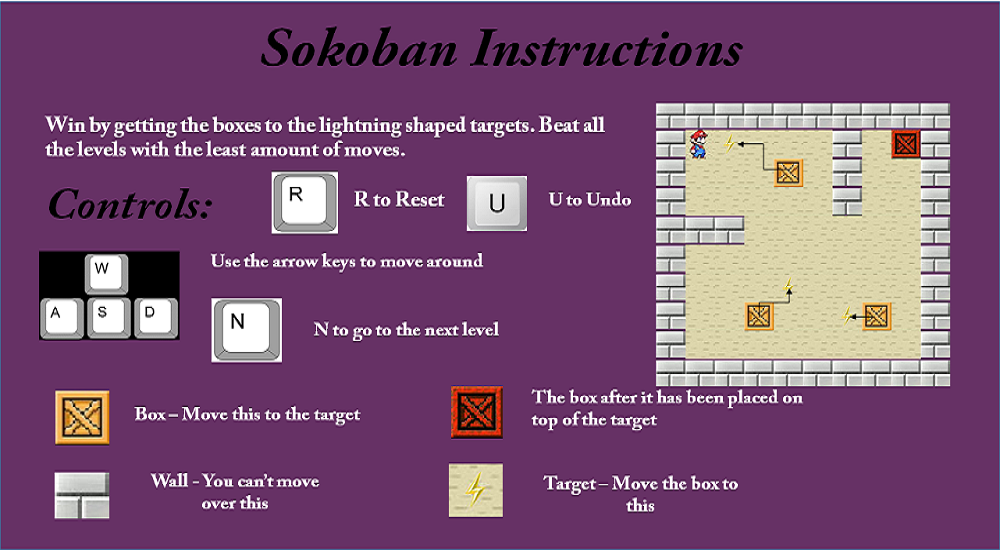 Sokoban Instructions
Win by getting the boxes to the lightning shaped targets. Beat all
the levels with the least amount of moves.
Controls:
R
R to Reset
U
U to Undo
W
A
S
D
Use the arrow keys to move around
N
N to go to the next level
Box – Move this to the target
The box after it has been placed on
top of the target
Wall - You can't move
over this
Target – Move the box to
this